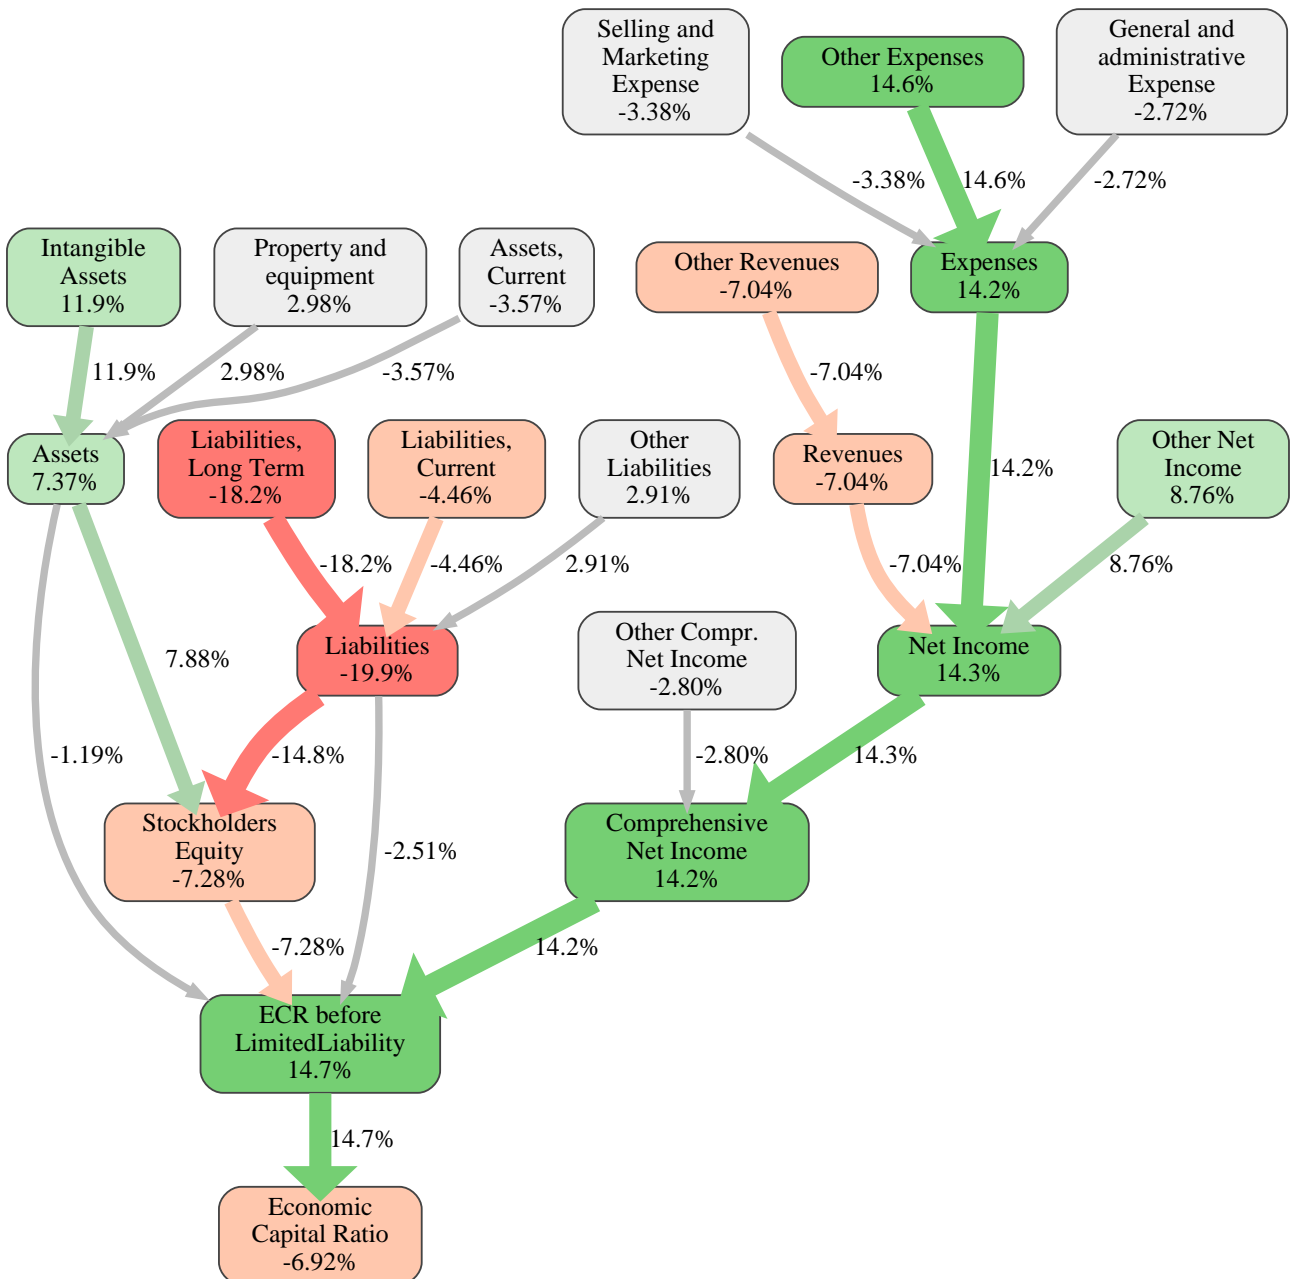 Selling and
Marketing
Expense
-3.38%
Other Expenses
14.6%
General and
administrative
Expense
-2.72%
-3.38%
14.6%
-2.72%
Intangible
Assets
11.9%
Property and
equipment
2.98%
Assets,
Current
-3.57%
Other Revenues
-7.04%
Expenses
14.2%
11.9%
2.98%
-3.57%
-7.04%
Assets
7.37%
Liabilities,
Long Term
-18.2%
Liabilities,
Current
-4.46%
Other
Liabilities
2.91%
Revenues
-7.04%
14.2%
Other Net
Income
8.76%
-18.2%
-4.46%
2.91%
-7.04%
8.76%
7.88%
Liabilities
-19.9%
Other Compr.
Net Income
-2.80%
Net Income
14.3%
-1.19%
-14.8%
-2.80%
14.3%
Stockholders
Equity
-7.28%
-2.51%
Comprehensive
Net Income
14.2%
-7.28%
14.2%
ECR before
LimitedLiability
14.7%
14.7%
Economic
Capital Ratio
-6.92%